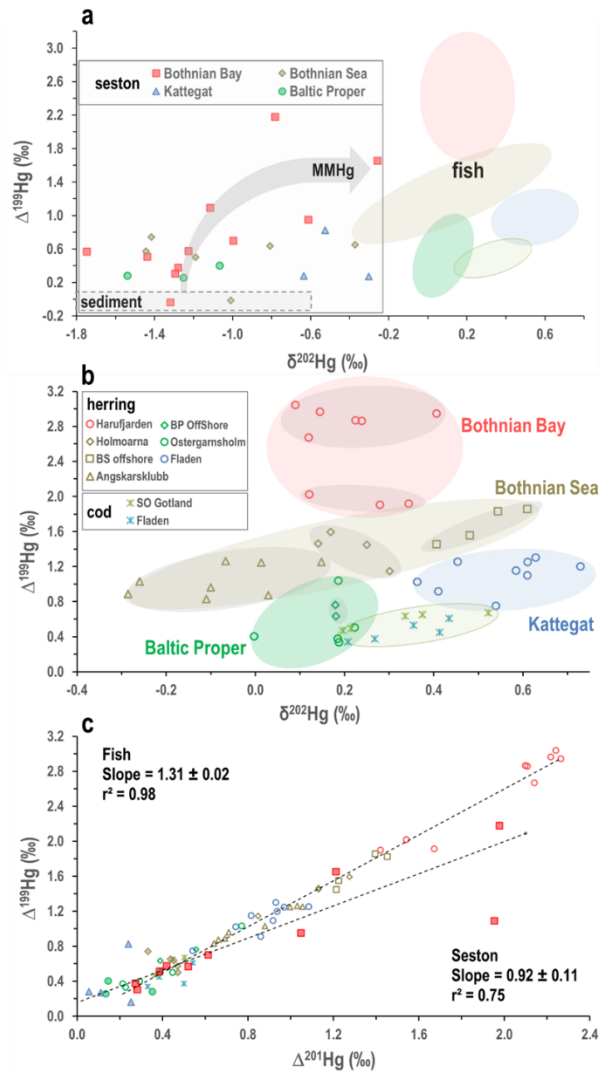 a
seston
Bothnian Bay
Bothnian Sea
Kattegat
Baltic Proper
MMHg
fish
sediment
3.2
2.7
2.2
1.7
1.2
0.8
0.3
-0.2
Δ¹⁹⁹Hg (‰)
-1.8
-1.4
-1.0
-0.6
-0.2
0.2
0.6
δ²⁰²Hg (‰)
b
herring
Harufjarden
BP OffShore
Holmoarna
Ostergarnsholm
BS offshore
Fladen
Angskarsklubb
cod
SO Gotland
Fladen
Bothnian Bay
Bothnian Sea
Baltic Proper
Kattegat
3.2
2.8
2.4
2.0
1.6
1.2
0.8
0.4
0.0
Δ¹⁹⁹Hg (‰)
-0.4
-0.2
0.0
0.2
0.4
0.6
0.8
δ²⁰²Hg (‰)
c
Fish
Slope = 1.31 ± 0.02
r² = 0.98
Seston
Slope = 0.92 ± 0.11
r² = 0.75
3.2
2.8
2.4
2.0
1.6
1.2
0.8
0.4
0.0
Δ¹⁹⁹Hg (‰)
0.0
0.4
0.8
1.2
1.6
2.0
2.4
Δ²⁰¹Hg (‰)